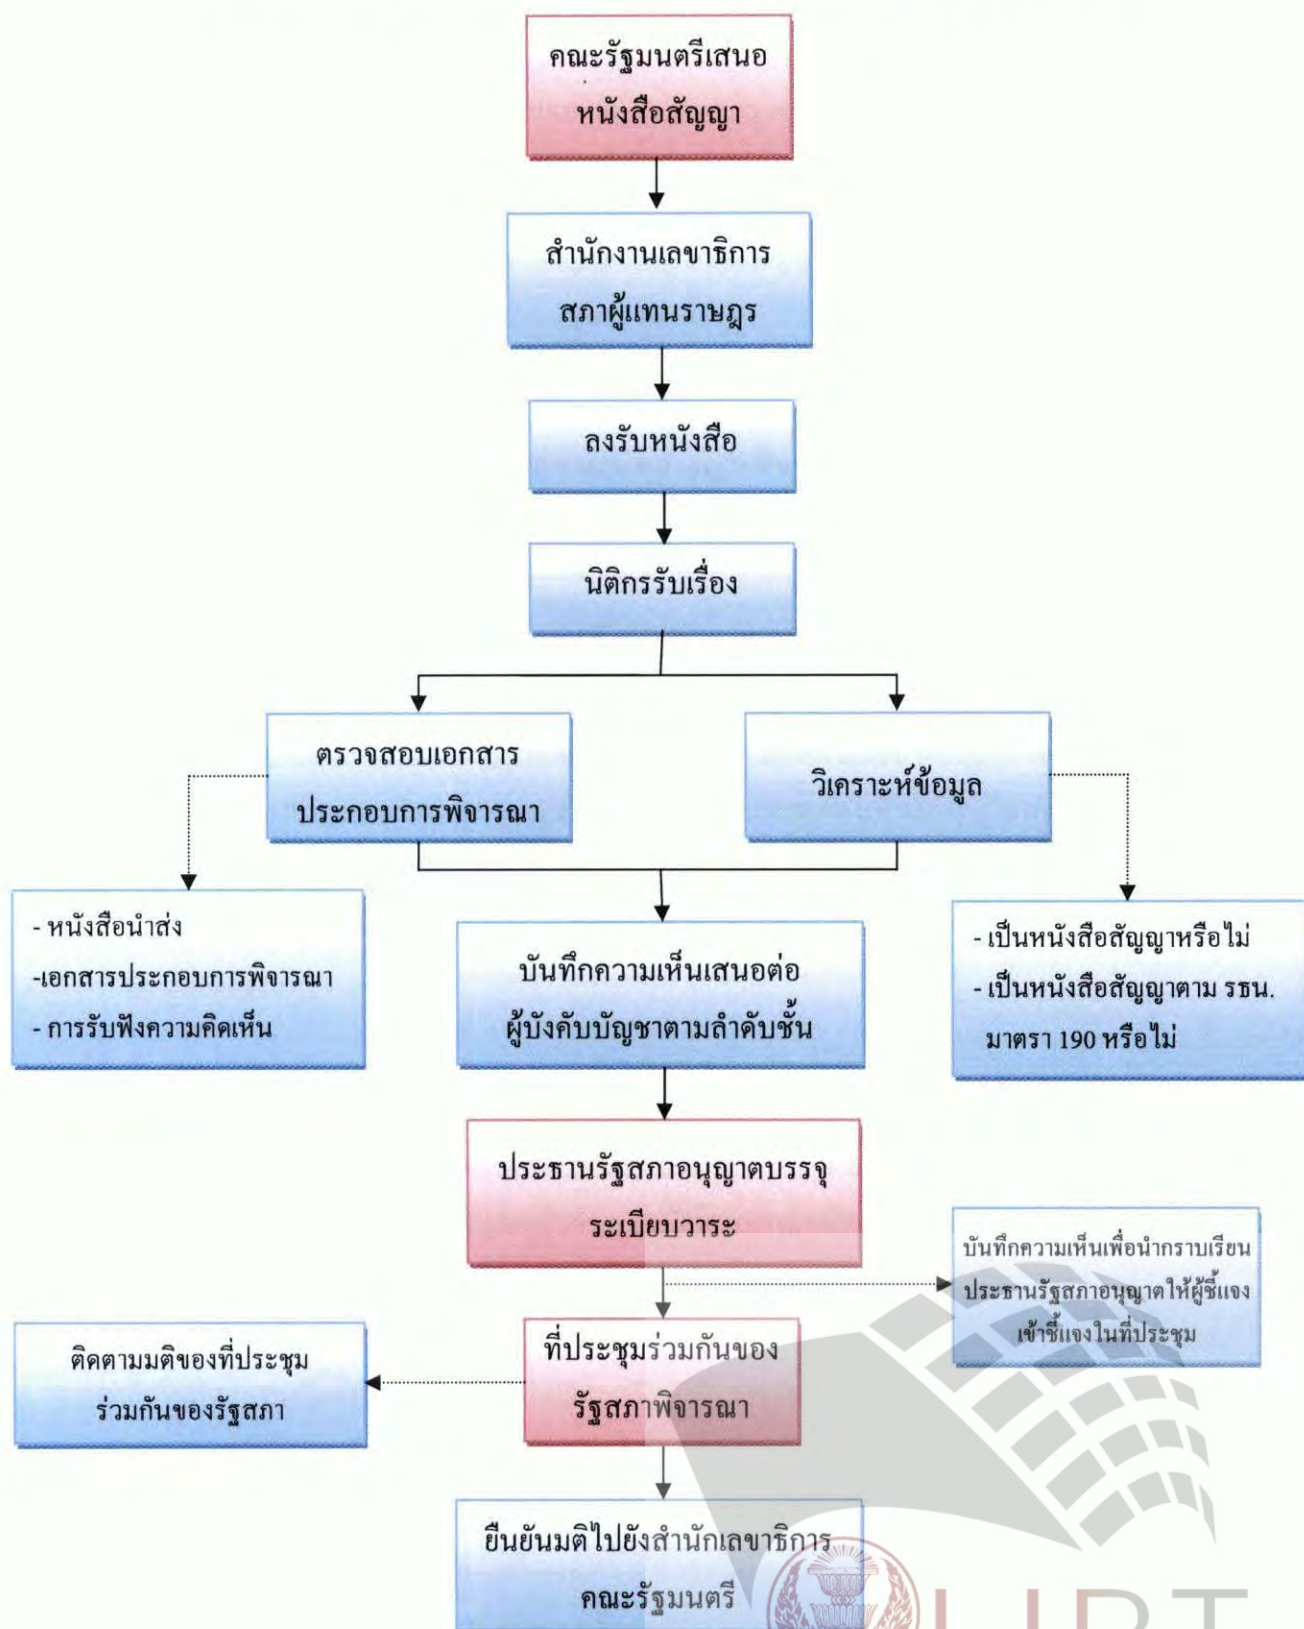 คณะรัฐมนตรีเสนอ
หนังสือสัญญา
สำนักงานเลขาธิการ
สภาผู้แทนราษฎร
ลงรับหนังสือ
นิติกรรับเรื่อง
ตรวจสอบเอกสาร
ประกอบการพิจารณา
วิเคราะห์ข้อมูล
- หนังสือนำส่ง
-เอกสารประกอบการพิจารณา
- การรับฟังความคิดเห็น
บันทึกความเห็นเสนอต่อ
ผู้บังคับบัญชาตามลำดับชั้น
- เป็นหนังสือสัญญาหรือไม่
- เป็นหนังสือสัญญาตาม รธน.
มาตรา 190 หรือไม่
ประธานรัฐสภาอนุญาตบรรจุ
ระเบียบวาระ
บันทึกความเห็นเพื่อนำกราบเรียน
ประธานรัฐสภาอนุญาตให้ผู้ชี้แจง
เข้าชี้แจงในที่ประชุม
ที่ประชุมร่วมกันของ
รัฐสภาพิจารณา
ติดตามมติของที่ประชุม
ร่วมกันของรัฐสภา
ยืนยันมติไปยังสำนักเลขาธิการ
คณะรัฐมนตรี